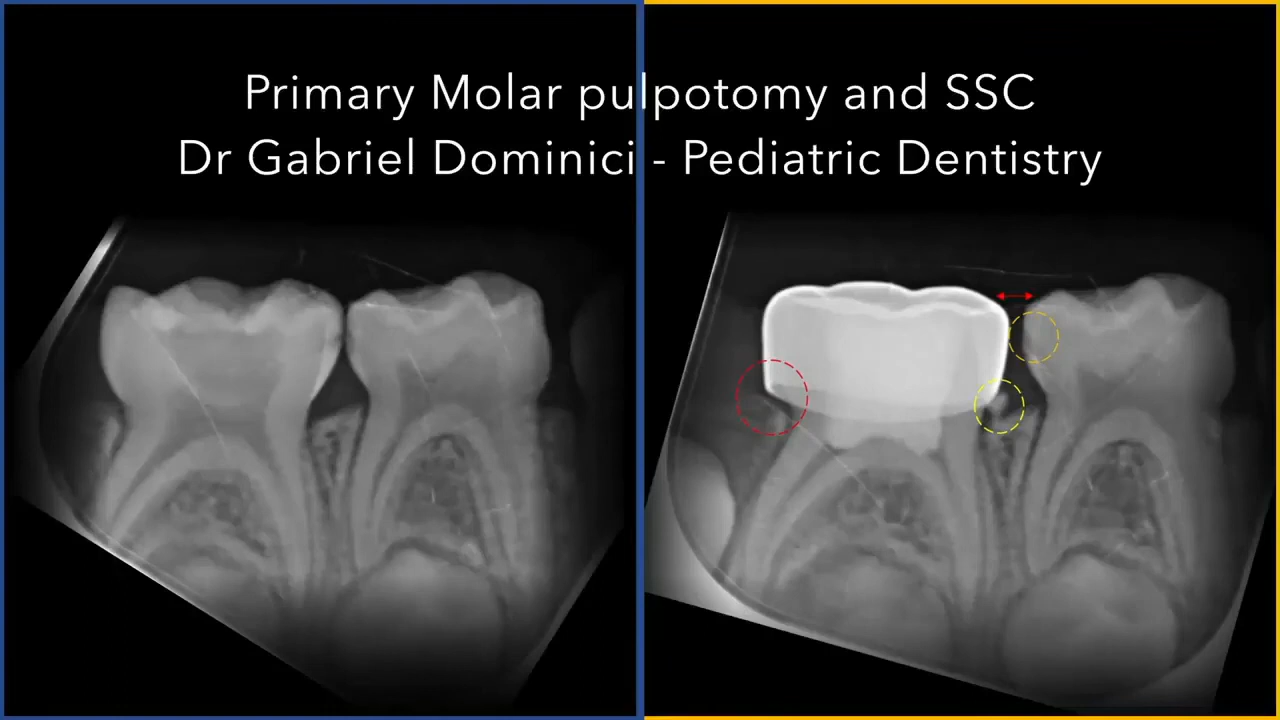 Primary Molar pulpotomy and SSC
Dr Gabriel Dominici - Pediatric Dentistry